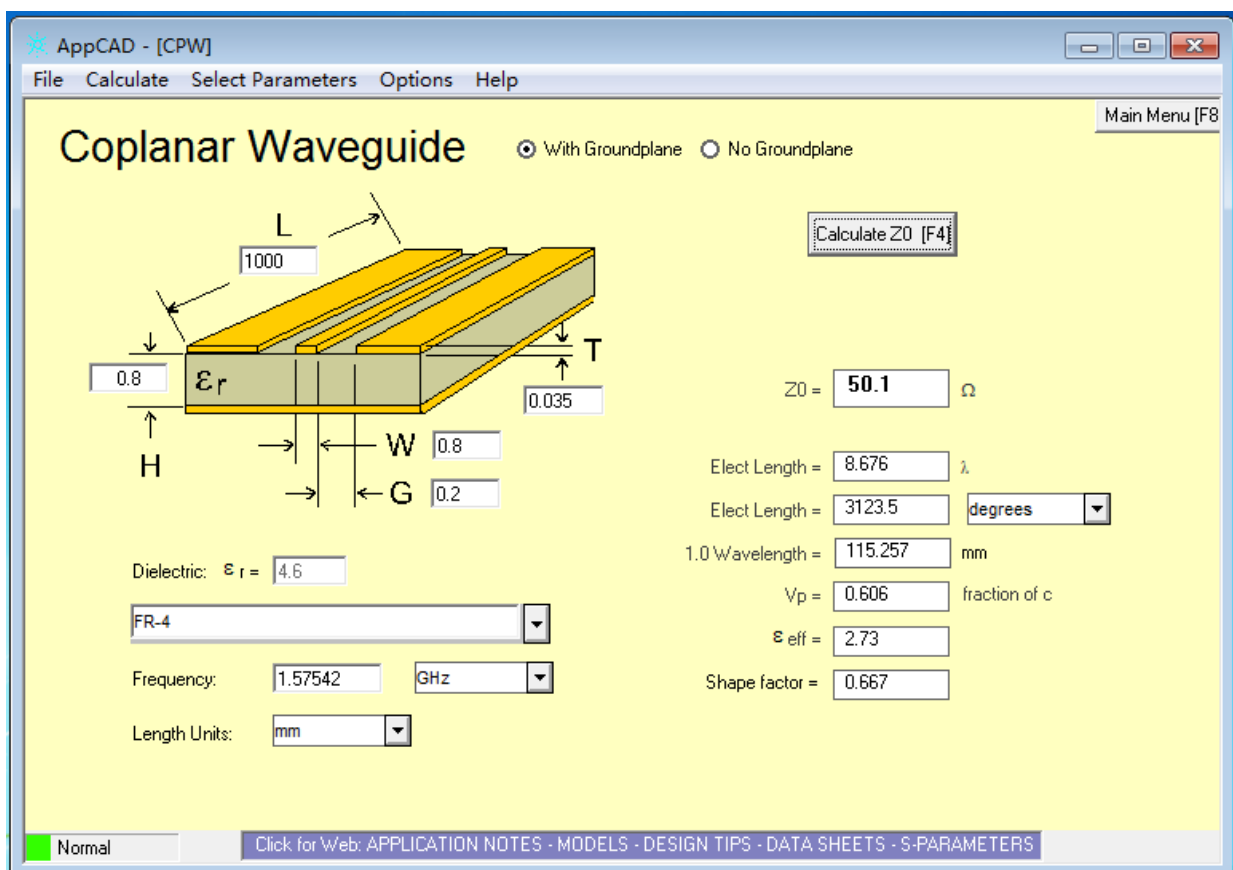 AppCAD - [CPW]
File Calculate Select Parameters Options Help
Main Menu [F8
Coplanar Waveguide
With Groundplane No Groundplane
L
1000
Calculate Z0 [F4]
T
0.8
εr
0.035
Z0 = 50.1 Ω
H
W 0.8
G 0.2
Elect Length = 8.676 λ
Elect Length = 3123.5 degrees
1.0 Wavelength = 115.257 mm
Dielectric: ε r = 4.6
Vp = 0.606 fraction of c
FR-4
ε eff = 2.73
Frequency: 1.57542 GHz
Shape factor = 0.667
Length Units: mm
Normal
Click for Web: APPLICATION NOTES - MODELS - DESIGN TIPS - DATA SHEETS - S-PARAMETERS